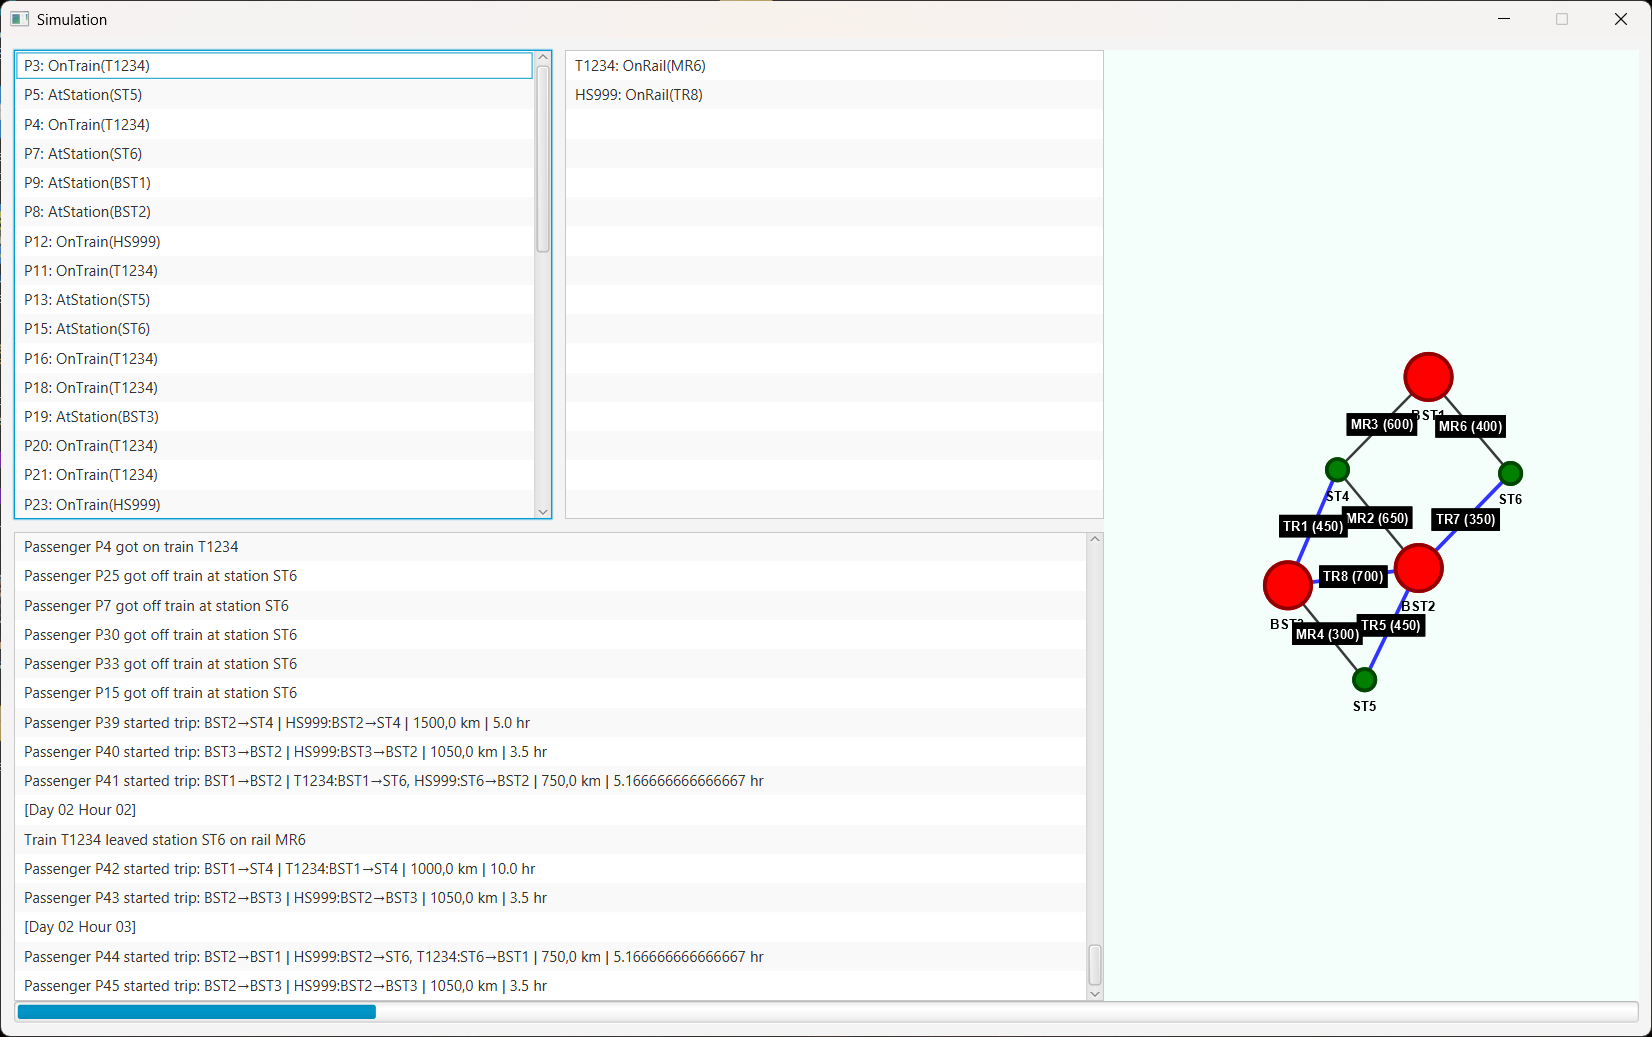 Simulation
P3: OnTrain(T1234)
P5: AtStation(ST5)
P4: OnTrain(T1234)
P7: AtStation(ST6)
P9: AtStation(BST1)
P8: AtStation(BST2)
P12: OnTrain(HS999)
P11: OnTrain(T1234)
P13: AtStation(ST5)
P15: AtStation(ST6)
P16: OnTrain(T1234)
P18: OnTrain(T1234)
P19: AtStation(BST3)
P20: OnTrain(T1234)
P21: OnTrain(T1234)
P23: OnTrain(HS999)
T1234: OnRail(MR6)
HS999: OnRail(TR8)
Passenger P4 got on train T1234
Passenger P25 got off train at station ST6
Passenger P7 got off train at station ST6
Passenger P30 got off train at station ST6
Passenger P33 got off train at station ST6
Passenger P15 got off train at station ST6
Passenger P39 started trip: BST2→ST4 | HS999:BST2→ST4 | 1500,0 km | 5.0 hr
Passenger P40 started trip: BST3→BST2 | HS999:BST3→BST2 | 1050,0 km | 3.5 hr
Passenger P41 started trip: BST1→BST2 | T1234:BST1→ST6, HS999:ST6→BST2 | 750,0 km | 5.166666666666667 hr
[Day 02 Hour 02]
Train T1234 leaved station ST6 on rail MR6
Passenger P42 started trip: BST1→ST4 | T1234:BST1→ST4 | 1000,0 km | 10.0 hr
Passenger P43 started trip: BST2→BST3 | HS999:BST2→BST3 | 1050,0 km | 3.5 hr
[Day 02 Hour 03]
Passenger P44 started trip: BST2→BST1 | HS999:BST2→ST6, T1234:ST6→BST1 | 750,0 km | 5.166666666666667 hr
Passenger P45 started trip: BST2→BST3 | HS999:BST2→BST3 | 1050,0 km | 3.5 hr
BST1
MR3 (600)
MR6 (400)
ST4
ST6
TR1 (450)
MR2 (650)
TR7 (350)
TR8 (700)
BST2
BST3
MR4 (300)
TR5 (450)
ST5